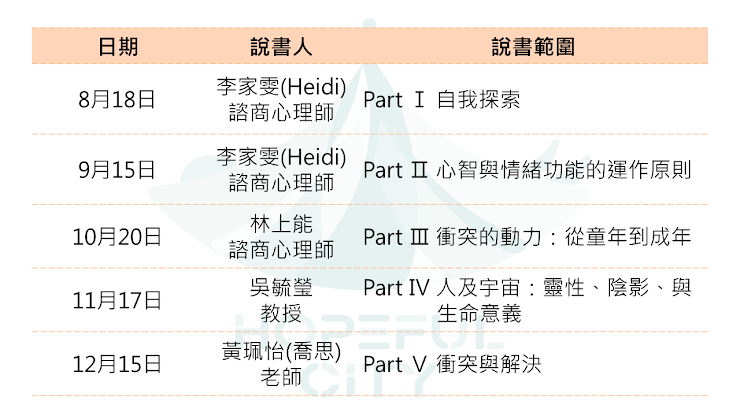 日期 說書人 說書範圍
8月18日 李家雯(Heidi) 諮商心理師 Part Ⅰ 自我探索
9月15日 李家雯(Heidi) 諮商心理師 Part Ⅱ 心智與情緒功能的運作原則
10月20日 林上能 諮商心理師 Part Ⅲ 衝突的動力：從童年到成年
11月17日 吳毓瑩 教授 Part Ⅳ 人及宇宙：靈性、陰影、與 生命意義
12月15日 黃珮怡(喬思) 老師 Part Ⅴ 衝突與解決
HOPEFUL
CiTY